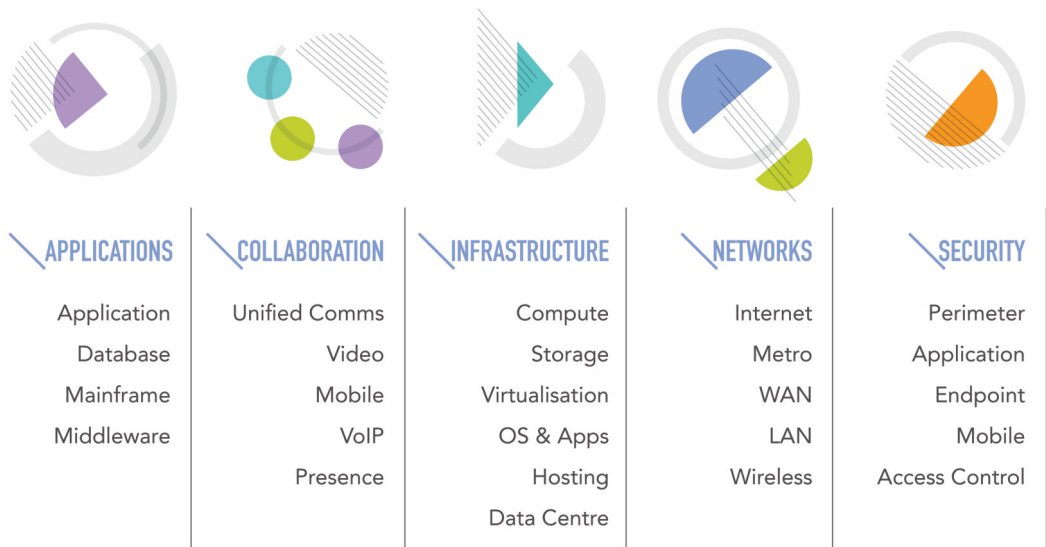 APPLICATIONS
Application
Database
Mainframe
Middleware
COLLABORATION
Unified Comms
Video
Mobile
VoIP
Presence
INFRASTRUCTURE
Compute
Storage
Virtualisation
OS & Apps
Hosting
Data Centre
NETWORKS
Internet
Metro
WAN
LAN
Wireless
SECURITY
Perimeter
Application
Endpoint
Mobile
Access Control